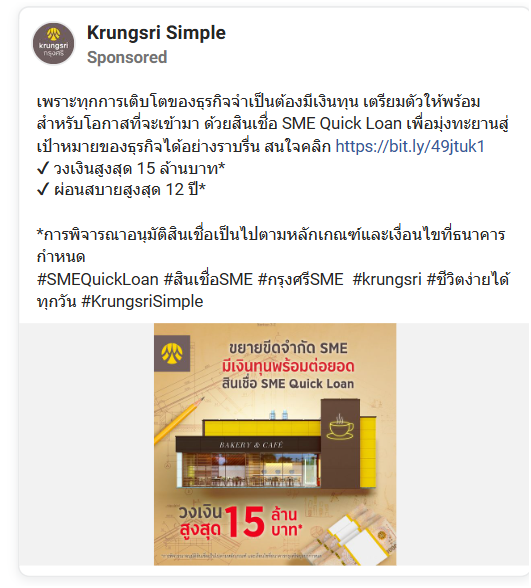 Krungsri Simple
Sponsored
krungsri
กรุงศรี
เพราะทุกการเติบโตของธุรกิจจำเป็นต้องมีเงินทุน เตรียมตัวให้พร้อม
สำหรับโอกาสที่จะเข้ามา ด้วยสินเชื่อ SME Quick Loan เพื่อมุ่งทะยานสู่
เป้าหมายของธุรกิจได้อย่างราบรื่น สนใจคลิก https://bit.ly/49jtuk1
✓ วงเงินสูงสุด 15 ล้านบาท*
✓ ผ่อนสบายสูงสุด 12 ปี*
*การพิจารณาอนุมัติสินเชื่อเป็นไปตามหลักเกณฑ์และเงื่อนไขที่ธนาคาร
กำหนด
#SMEQuickLoan #สินเชื่อSME #กรุงศรีSME #krungsri #ชีวิตง่ายได้
ทุกวัน #KrungsriSimple
ขยายขีดจำกัด SME
มีเงินทุนพร้อมต่อยอด
สินเชื่อ SME Quick Loan
BAKERY & CAFÉ
วงเงิน
สูงสุด 15 ล้าน
บาท*